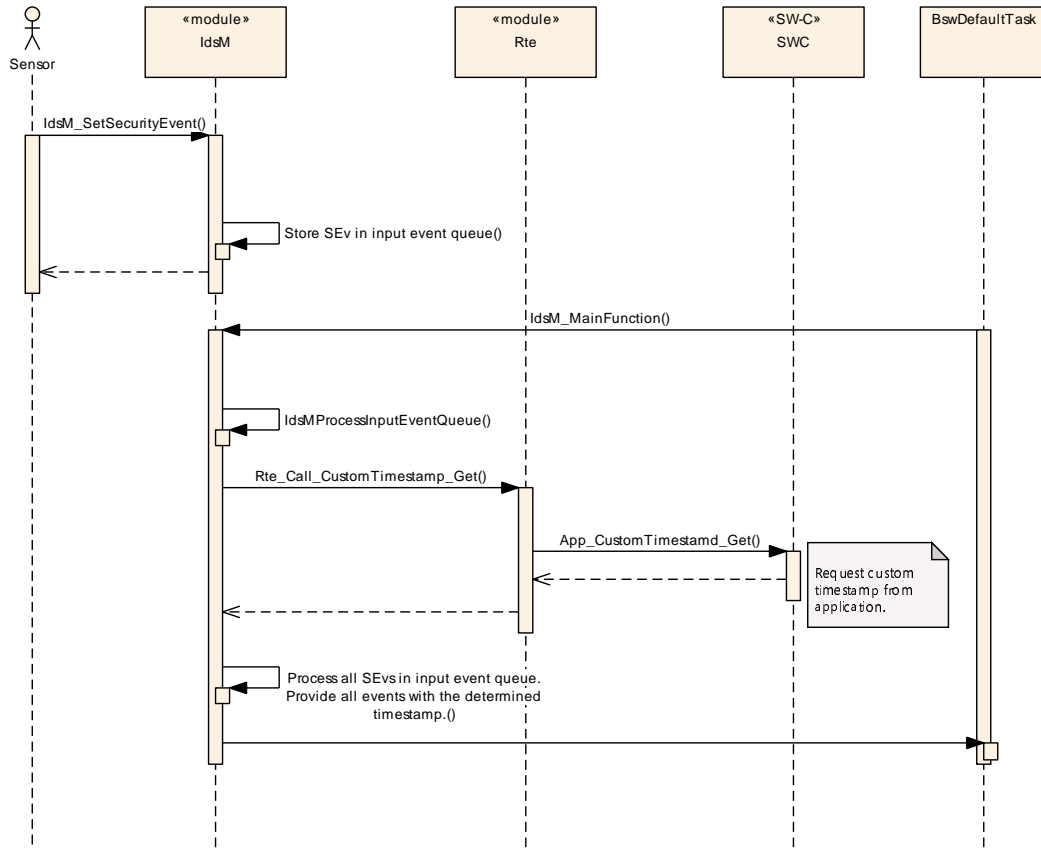 «module»
IdsM
«module»
Rte
«SW-C»
SWC
BswDefaultTask
Sensor
IdsM_SetSecurityEvent()
Store SEv in input event queue()
IdsM_MainFunction()
IdsMProcessInputEventQueue()
Rte_Call_CustomTimestamp_Get()
App_CustomTimestamd_Get()
Request custom
timestamp from
application.
Process all SEvs in input event queue.
Provide all events with the determined
timestamp.()